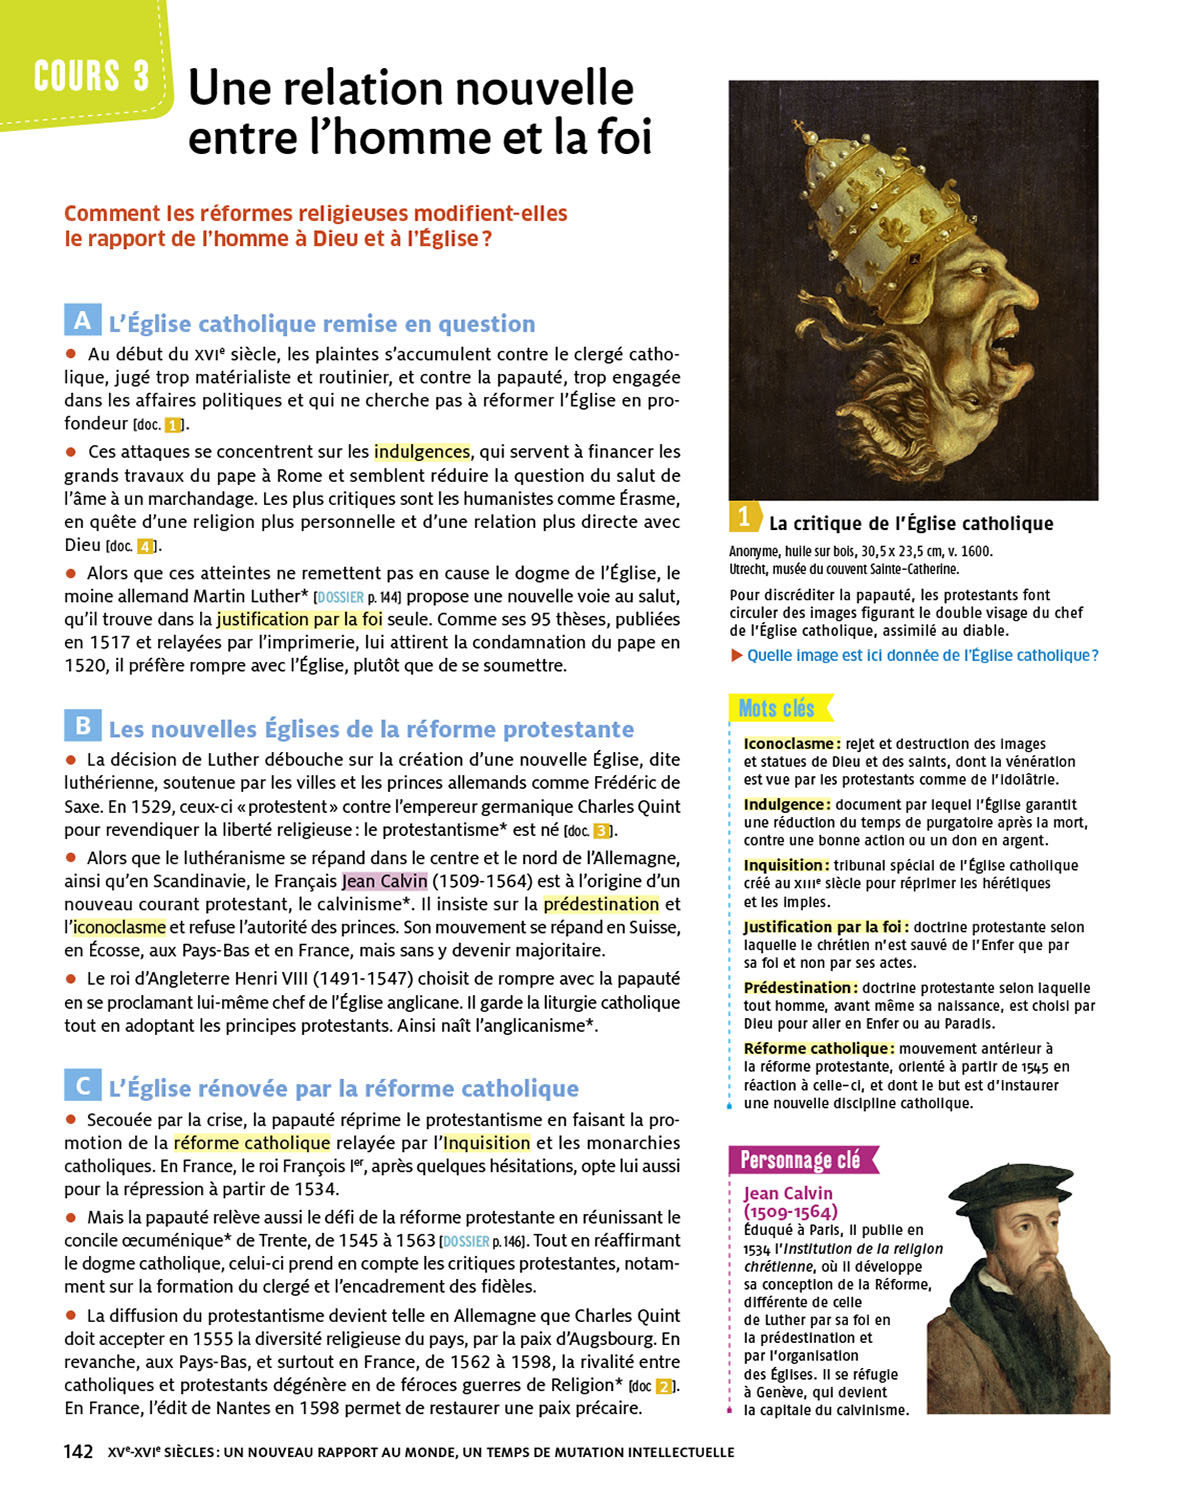 COURS 3
Une relation nouvelle
entre l'homme et la foi
Comment les réformes religieuses modifient-elles
le rapport de l'homme à Dieu et à l'Église ?
A L'Église catholique remise en question
• Au début du XVIe siècle, les plaintes s'accumulent contre le clergé catho-
lique, jugé trop matérialiste et routinier, et contre la papauté, trop engagée
dans les affaires politiques et qui ne cherche pas à réformer l'Église en pro-
fondeur [doc. 1].
• Ces attaques se concentrent sur les indulgences, qui servent à financer les
grands travaux du pape à Rome et semblent réduire la question du salut de
l'âme à un marchandage. Les plus critiques sont les humanistes comme Érasme,
en quête d'une religion plus personnelle et d'une relation plus directe avec
Dieu [doc. 4].
• Alors que ces atteintes ne remettent pas en cause le dogme de l'Église, le
moine allemand Martin Luther* [DOSSIER p. 144] propose une nouvelle voie au salut,
qu'il trouve dans la justification par la foi seule. Comme ses 95 thèses, publiées
en 1517 et relayées par l'imprimerie, lui attirent la condamnation du pape en
1520, il préfère rompre avec l'Église, plutôt que de se soumettre.
B Les nouvelles Églises de la réforme protestante
• La décision de Luther débouche sur la création d'une nouvelle Église, dite
luthérienne, soutenue par les villes et les princes allemands comme Frédéric de
Saxe. En 1529, ceux-ci « protestent » contre l'empereur germanique Charles Quint
pour revendiquer la liberté religieuse : le protestantisme* est né [doc. 3].
• Alors que le luthéranisme se répand dans le centre et le nord de l'Allemagne,
ainsi qu'en Scandinavie, le Français Jean Calvin (1509-1564) est à l'origine d'un
nouveau courant protestant, le calvinisme*. Il insiste sur la prédestination et
l'iconoclasme et refuse l'autorité des princes. Son mouvement se répand en Suisse,
en Écosse, aux Pays-Bas et en France, mais sans y devenir majoritaire.
• Le roi d'Angleterre Henri VIII (1491-1547) choisit de rompre avec la papauté
en se proclamant lui-même chef de l'Église anglicane. Il garde la liturgie catholique
tout en adoptant les principes protestants. Ainsi naît l'anglicanisme*.
C L'Église rénovée par la réforme catholique
• Secouée par la crise, la papauté réprime le protestantisme en faisant la pro-
motion de la réforme catholique relayée par l'Inquisition et les monarchies
catholiques. En France, le roi François Ier, après quelques hésitations, opte lui aussi
pour la répression à partir de 1534.
• Mais la papauté relève aussi le défi de la réforme protestante en réunissant le
concile œcuménique* de Trente, de 1545 à 1563 [DOSSIER p. 146]. Tout en réaffirmant
le dogme catholique, celui-ci prend en compte les critiques protestantes, notam-
ment sur la formation du clergé et l'encadrement des fidèles.
• La diffusion du protestantisme devient telle en Allemagne que Charles Quint
doit accepter en 1555 la diversité religieuse du pays, par la paix d'Augsbourg. En
revanche, aux Pays-Bas, et surtout en France, de 1562 à 1598, la rivalité entre
catholiques et protestants dégénère en de féroces guerres de Religion* [doc 2].
En France, l'édit de Nantes en 1598 permet de restaurer une paix précaire.
1 La critique de l'Église catholique
Anonyme, huile sur bois, 30,5 x 23,5 cm, v. 1600.
Utrecht, musée du couvent Sainte-Catherine.
Pour discréditer la papauté, les protestants font
circuler des images figurant le double visage du chef
de l'Église catholique, assimilé au diable.
▶ Quelle image est ici donnée de l'Église catholique ?
Mots clés
Iconoclasme : rejet et destruction des images
et statues de Dieu et des saints, dont la vénération
est vue par les protestants comme de l'idolâtrie.
Indulgence : document par lequel l'Église garantit
une réduction du temps de purgatoire après la mort,
contre une bonne action ou un don en argent.
Inquisition : tribunal spécial de l'Église catholique
créé au XIIIe siècle pour réprimer les hérétiques
et les impies.
Justification par la foi : doctrine protestante selon
laquelle le chrétien n'est sauvé de l'Enfer que par
sa foi et non par ses actes.
Prédestination : doctrine protestante selon laquelle
tout homme, avant même sa naissance, est choisi par
Dieu pour aller en Enfer ou au Paradis.
Réforme catholique : mouvement antérieur à
la réforme protestante, orienté à partir de 1545 en
réaction à celle-ci, et dont le but est d'instaurer
une nouvelle discipline catholique.
Personnage clé
Jean Calvin
(1509-1564)
Éduqué à Paris, il publie en
1534 l'Institution de la religion
chrétienne, où il développe
sa conception de la Réforme,
différente de celle
de Luther par sa foi en
la prédestination et
par l'organisation
des Églises. Il se réfugie
à Genève, qui devient
la capitale du calvinisme.
142 XVe-XVIe SIÈCLES : UN NOUVEAU RAPPORT AU MONDE, UN TEMPS DE MUTATION INTELLECTUELLE